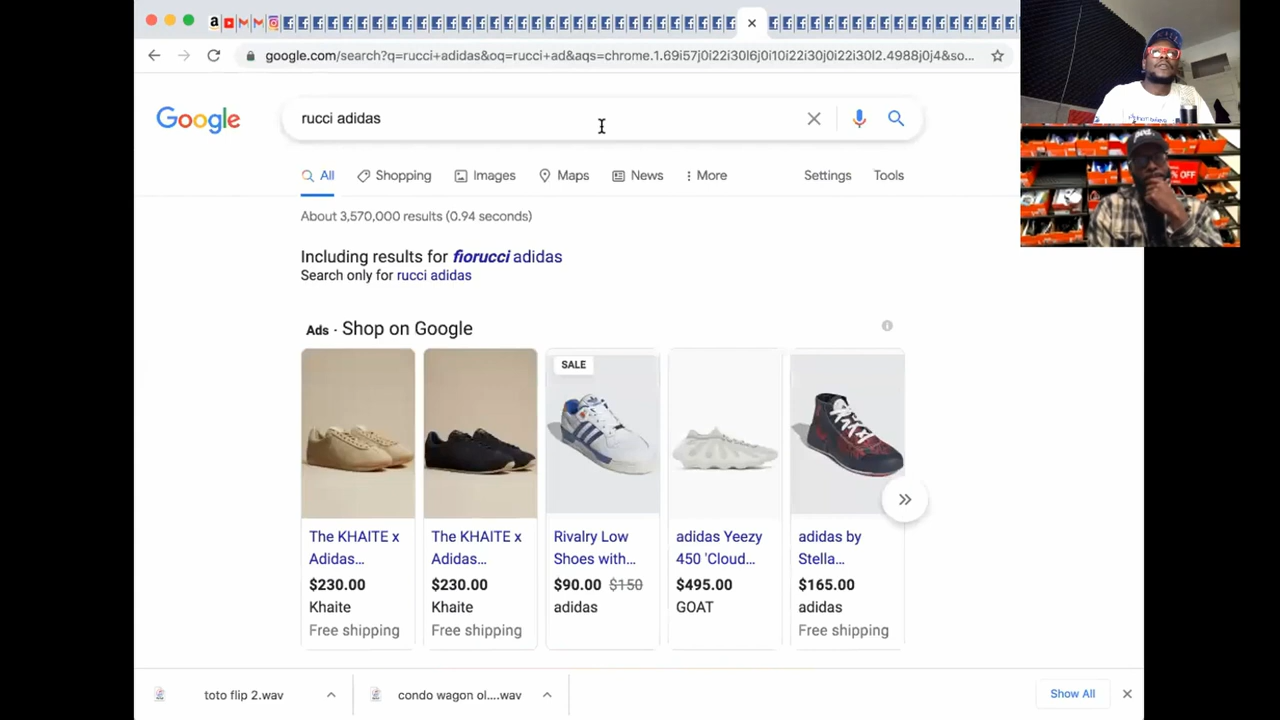 google.com/search?q=rucci+adidas&oq=rucci+ad&aqs=chrome.1.69i57j0i22i30l6j0i10i22i30j0i22i30l2.4988j0j4&so...
Google
rucci adidas
All
Shopping
Images
Maps
News
More
Settings
Tools
About 3,570,000 results (0.94 seconds)
Including results for fiorucci adidas
Search only for rucci adidas
Ads · Shop on Google
SALE
The KHAITE x
Adidas...
$230.00
Khaite
Free shipping
The KHAITE x
Adidas...
$230.00
Khaite
Free shipping
Rivalry Low
Shoes with...
$90.00 $150
adidas
adidas Yeezy
450 'Cloud...
$495.00
GOAT
adidas by
Stella...
$165.00
adidas
Free shipping
toto flip 2.wav
condo wagon ol....wav
Show All
% OFF